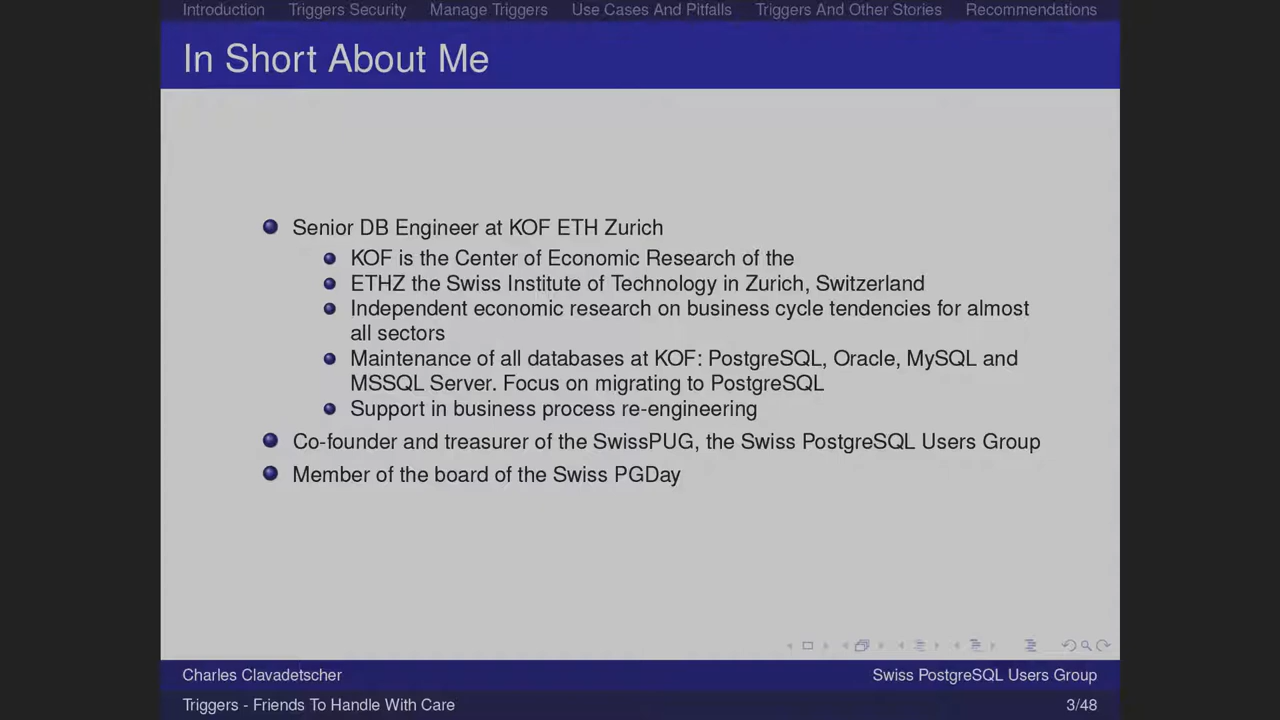 Introduction Triggers Security Manage Triggers Use Cases And Pitfalls Triggers And Other Stories Recommendations
In Short About Me
Senior DB Engineer at KOF ETH Zurich
KOF is the Center of Economic Research of the
ETHZ the Swiss Institute of Technology in Zurich, Switzerland
Independent economic research on business cycle tendencies for almost
all sectors
Maintenance of all databases at KOF: PostgreSQL, Oracle, MySQL and
MSSQL Server. Focus on migrating to PostgreSQL
Support in business process re-engineering
Co-founder and treasurer of the SwissPUG, the Swiss PostgreSQL Users Group
Member of the board of the Swiss PGDay
Charles Clavadetscher Swiss PostgreSQL Users Group
Triggers - Friends To Handle With Care 3/48